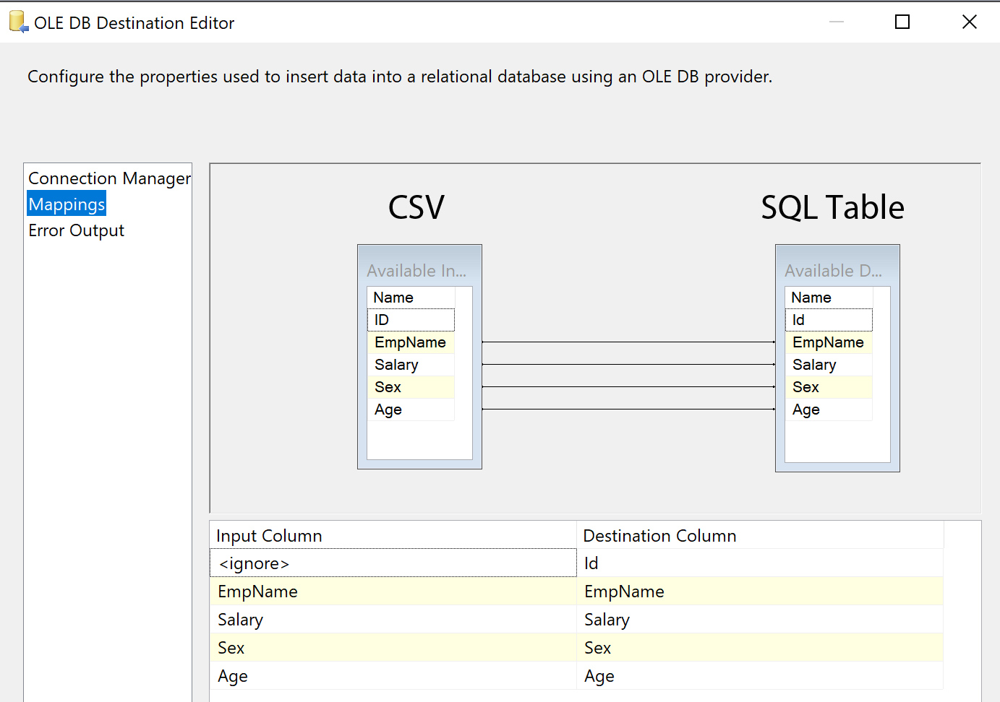 OLE DB Destination Editor
Configure the properties used to insert data into a relational database using an OLE DB provider.
Connection Manager
Mappings
Error Output
CSV
SQL Table
Available In...
Name
ID
EmpName
Salary
Sex
Age
Available D...
Name
Id
EmpName
Salary
Sex
Age
Input Column Destination Column
<ignore> Id
EmpName EmpName
Salary Salary
Sex Sex
Age Age